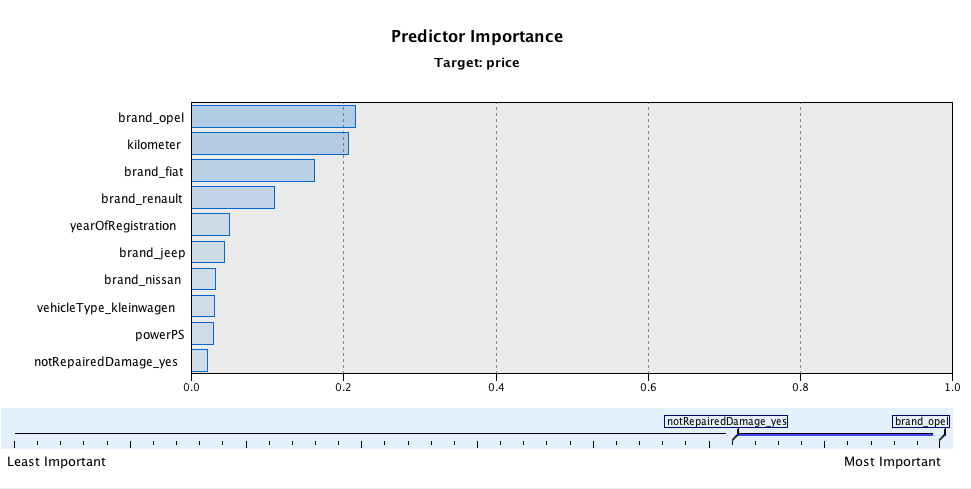 Predictor Importance
Target: price
brand_opel
kilometer
brand_fiat
brand_renault
yearOfRegistration
brand_jeep
brand_nissan
vehicleType_kleinwagen
powerPS
notRepairedDamage_yes
0.0 0.2 0.4 0.6 0.8 1.0
notRepairedDamage_yes brand_opel
Least Important Most Important